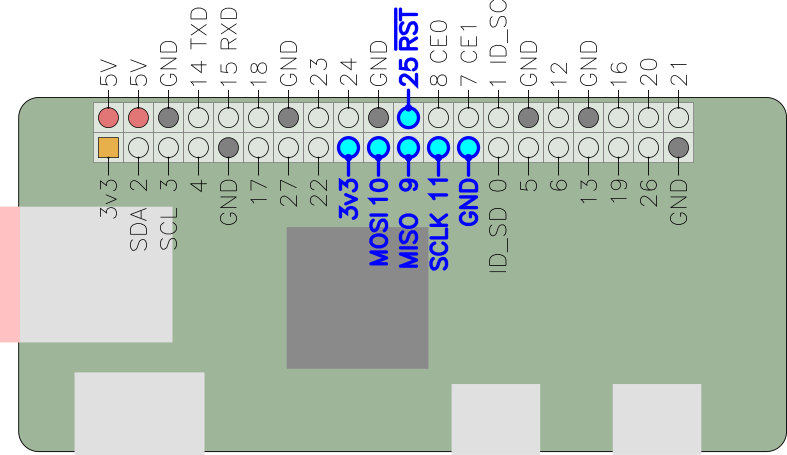 5V
5V
GND
14 TXD
15 RXD
18
GND
23
24
GND
25 RST
8 CE0
7 CE1
1 ID_SC
GND
12
GND
16
20
21
3v3
SDA 2
SCL 3
4
GND
17
27
22
3v3
MOSI 10
MISO 9
SCLK 11
GND
ID_SD 0
5
6
13
19
26
GND